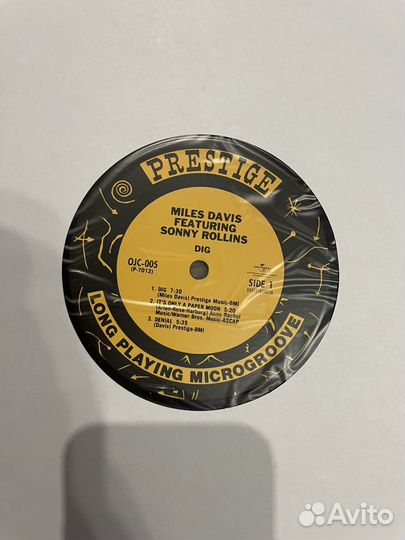 PRESTIGE
MILES DAVIS
FEATURING
SONNY ROLLINS
DIG
OJC-005
(P-7012)
SIDE 1
1. DIG 7:30
(Miles Davis) Prestige Music-BMI
2. IT'S ONLY A PAPER MOON 5:20
(Arlen-Rose-Harburg) Anne Rachel
Music/Warner Bros. Music-ASCAP
3. DENIAL 5:35
(Davis) Prestige-BMI
LONG PLAYING MICROGROOVE
Avito